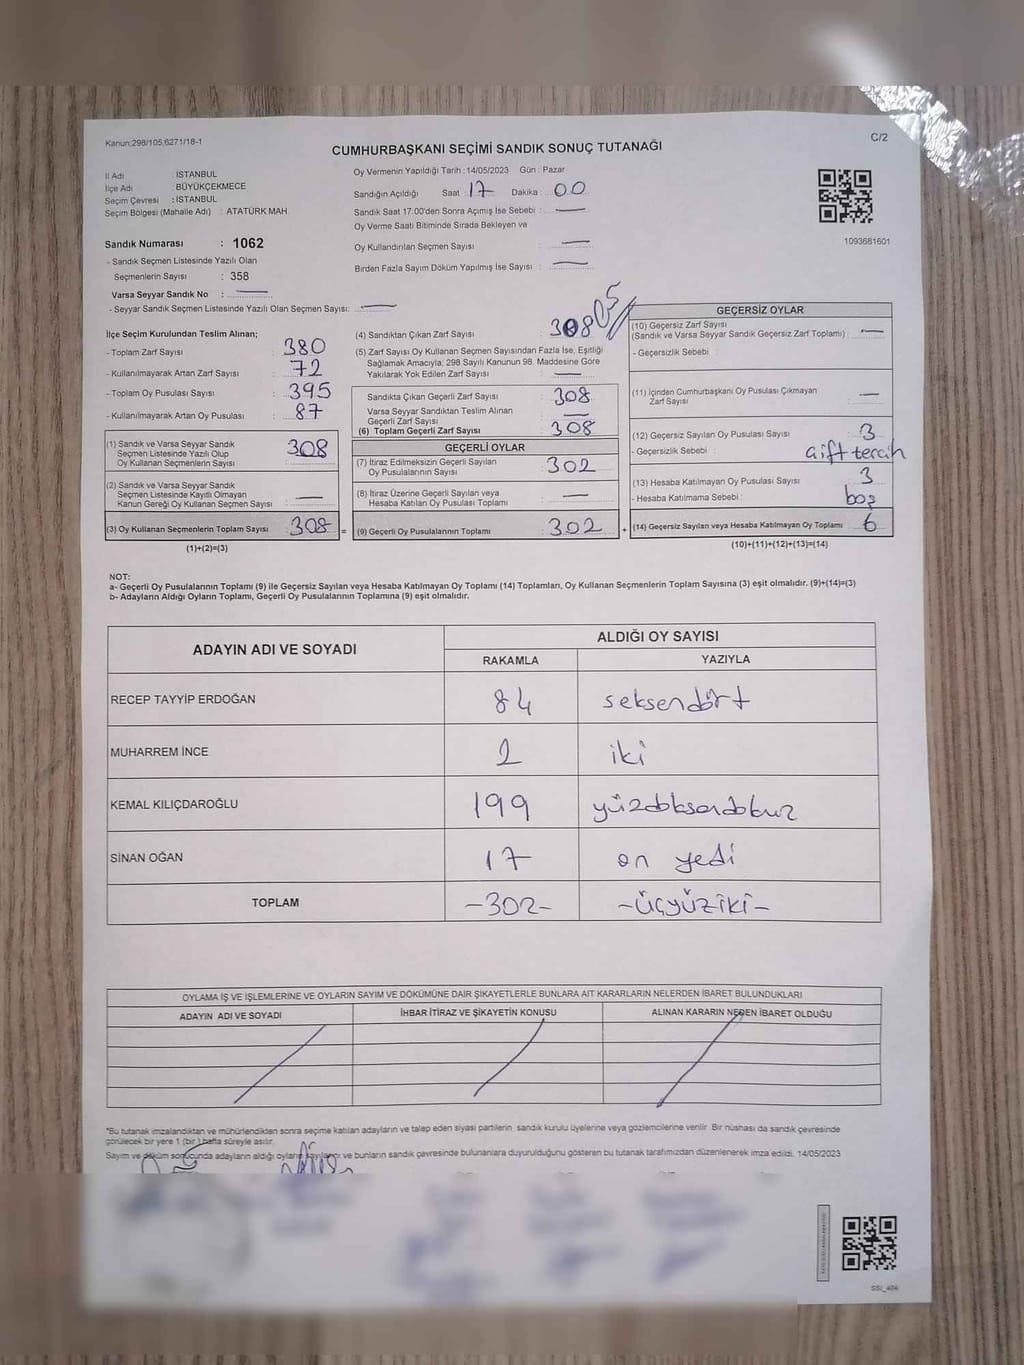 Kanun:298/105,6271/18-1
C/2
CUMHURBAŞKANI SEÇİMİ SANDIK SONUÇ TUTANAĞI
İl Adı : İSTANBUL
İlçe Adı : BÜYÜKÇEKMECE
Seçim Çevresi : İSTANBUL
Seçim Bölgesi (Mahalle Adı) : ATATÜRK MAH
Sandık Numarası : 1062
- Sandık Seçmen Listesinde Yazılı Olan
Seçmenlerin Sayısı : 358
Varsa Seyyar Sandık No : —
- Seyyar Sandık Seçmen Listesinde Yazılı Olan Seçmen Sayısı: —
Oy Vermenin Yapıldığı Tarih : 14/05/2023 Gün : Pazar
Sandığın Açıldığı Saat : 17 Dakika : 00
Sandık Saat 17:00'den Sonra Açımış İse Sebebi : —
Oy Verme Saati Bitiminde Sırada Bekleyen ve
Oy Kullandırılan Seçmen Sayısı : —
Birden Fazla Sayım Döküm Yapılmış İse Sayısı : —
1093681601
İlçe Seçim Kurulundan Teslim Alınan;
- Toplam Zarf Sayısı : 380
- Kullanılmayarak Artan Zarf Sayısı : 72
- Toplam Oy Pusulası Sayısı : 395
- Kullanılmayarak Artan Oy Pusulası : 87
(1) Sandık ve Varsa Seyyar Sandık
Seçmen Listesinde Yazılı Olup
Oy Kullanan Seçmenlerin Sayısı : 308
(2) Sandık ve Varsa Seyyar Sandık
Seçmen Listesinde Kayıtlı Olmayan
Kanun Gereği Oy Kullanan Seçmen Sayısı : —
(3) Oy Kullanan Seçmenlerin Toplam Sayısı : 308 =
(1)+(2)=(3)
(4) Sandıktan Çıkan Zarf Sayısı : 308
(5) Zarf Sayısı Oy Kullanan Seçmen Sayısından Fazla İse, Eşitliği
Sağlamak Amacıyla; 298 Sayılı Kanunun 98. Maddesine Göre
Yakılarak Yok Edilen Zarf Sayısı : —
Sandıkta Çıkan Geçerli Zarf Sayısı : 308
Varsa Seyyar Sandıktan Teslim Alınan
Geçerli Zarf Sayısı : —
(6) Toplam Geçerli Zarf Sayısı : 308
GEÇERLİ OYLAR
(7) İtiraz Edilmeksizin Geçerli Sayılan
Oy Pusulalarının Sayısı : 302
(8) İtiraz Üzerine Geçerli Sayılan veya
Hesaba Katılan Oy Pusulası Toplamı : —
(9) Geçerli Oy Pusulalarının Toplamı : 302 +
GEÇERSİZ OYLAR
(10) Geçersiz Zarf Sayısı
(Sandık ve Varsa Seyyar Sandık Geçersiz Zarf Toplamı) : —
- Geçersizlik Sebebi :
(11) İçinden Cumhurbaşkanı Oy Pusulası Çıkmayan
Zarf Sayısı : —
(12) Geçersiz Sayılan Oy Pusulası Sayısı : 3
- Geçersizlik Sebebi : çift tercih
(13) Hesaba Katılmayan Oy Pusulası Sayısı : 3
- Hesaba Katılmama Sebebi : boş
(14) Geçersiz Sayılan veya Hesaba Katılmayan Oy Toplamı : 6
(10)+(11)+(12)+(13)=(14)
NOT:
a- Geçerli Oy Pusulalarının Toplamı (9) ile Geçersiz Sayılan veya Hesaba Katılmayan Oy Toplamı (14) Toplamları, Oy Kullanan Seçmenlerin Toplam Sayısına (3) eşit olmalıdır. (9)+(14)=(3)
b- Adayların Aldığı Oyların Toplamı, Geçerli Oy Pusulalarının Toplamına (9) eşit olmalıdır.
ADAYIN ADI VE SOYADI
ALDIĞI OY SAYISI
RAKAMLA YAZIYLA
RECEP TAYYİP ERDOĞAN 84 seksendört
MUHARREM İNCE 2 iki
KEMAL KILIÇDAROĞLU 199 yüzdoksandokuz
SİNAN OĞAN 17 on yedi
TOPLAM -302- -üçyüziki-
OYLAMA İŞ VE İŞLEMLERİNE VE OYLARIN SAYIM VE DÖKÜMÜNE DAİR ŞİKAYETLERLE BUNLARA AİT KARARLARIN NELERDEN İBARET BULUNDUKLARI
ADAYIN ADI VE SOYADI İHBAR İTİRAZ VE ŞİKAYETİN KONUSU ALINAN KARARIN NEDEN İBARET OLDUĞU
*Bu tutanak imzalandıktan ve mühürlendikten sonra seçime katılan adayların ve talep eden siyasi partilerin, sandık kurulu üyelerine veya gözlemcilerine verilir. Bir nüshası da sandık çevresinde
görülecek bir yere 1 (bir ) hafta süreyle asılır.
Sayım ve döküm sonucunda adayların aldığı oyların sayılarını ve bunların sandık çevresinde bulunanlara duyurulduğunu gösteren bu tutanak tarafımızdan düzenlenerek imza edildi. 14/05/2023
SSI_404